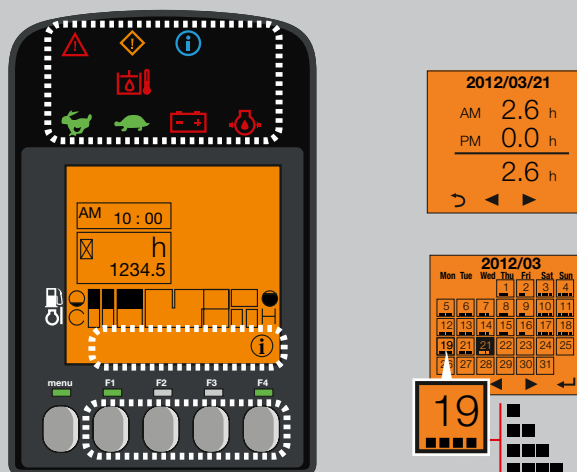 AM 10 : 00
h
1234.5
C H
menu F1 F2 F3 F4
2012/03/21
AM 2.6 h
PM 0.0 h
2.6 h
2012/03
Mon Tue Wed Thu Fri Sat Sun
1 2 3 4
5 6 7 8 9 10 11
12 13 14 15 16 17 18
19 21 21 22 23 24 25
26 27 28 29 30 31
19